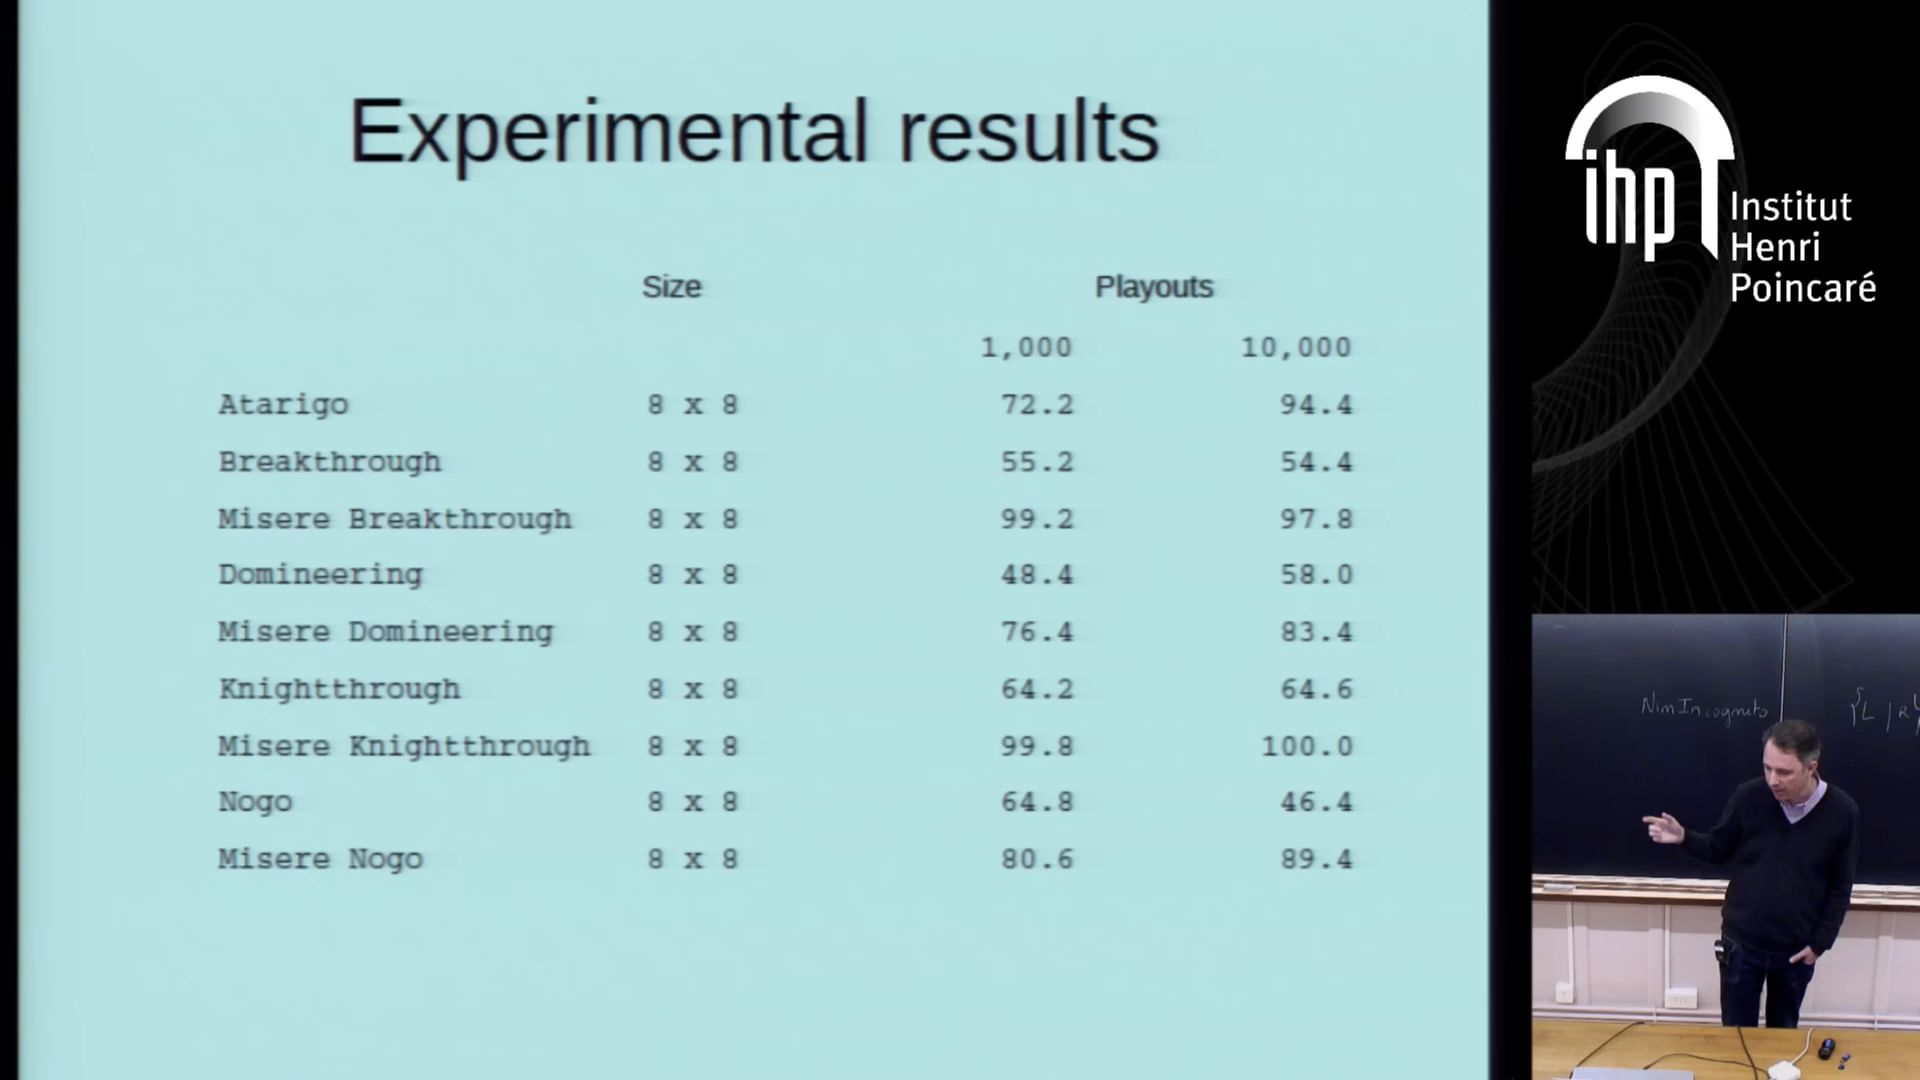 Experimental results
Size Playouts
1,000 10,000
Atarigo 8 x 8 72.2 94.4
Breakthrough 8 x 8 55.2 54.4
Misere Breakthrough 8 x 8 99.2 97.8
Domineering 8 x 8 48.4 58.0
Misere Domineering 8 x 8 76.4 83.4
Knightthrough 8 x 8 64.2 64.6
Misere Knightthrough 8 x 8 99.8 100.0
Nogo 8 x 8 64.8 46.4
Misere Nogo 8 x 8 80.6 89.4
ihp
Institut
Henri
Poincaré
NimIncognito
{L | R